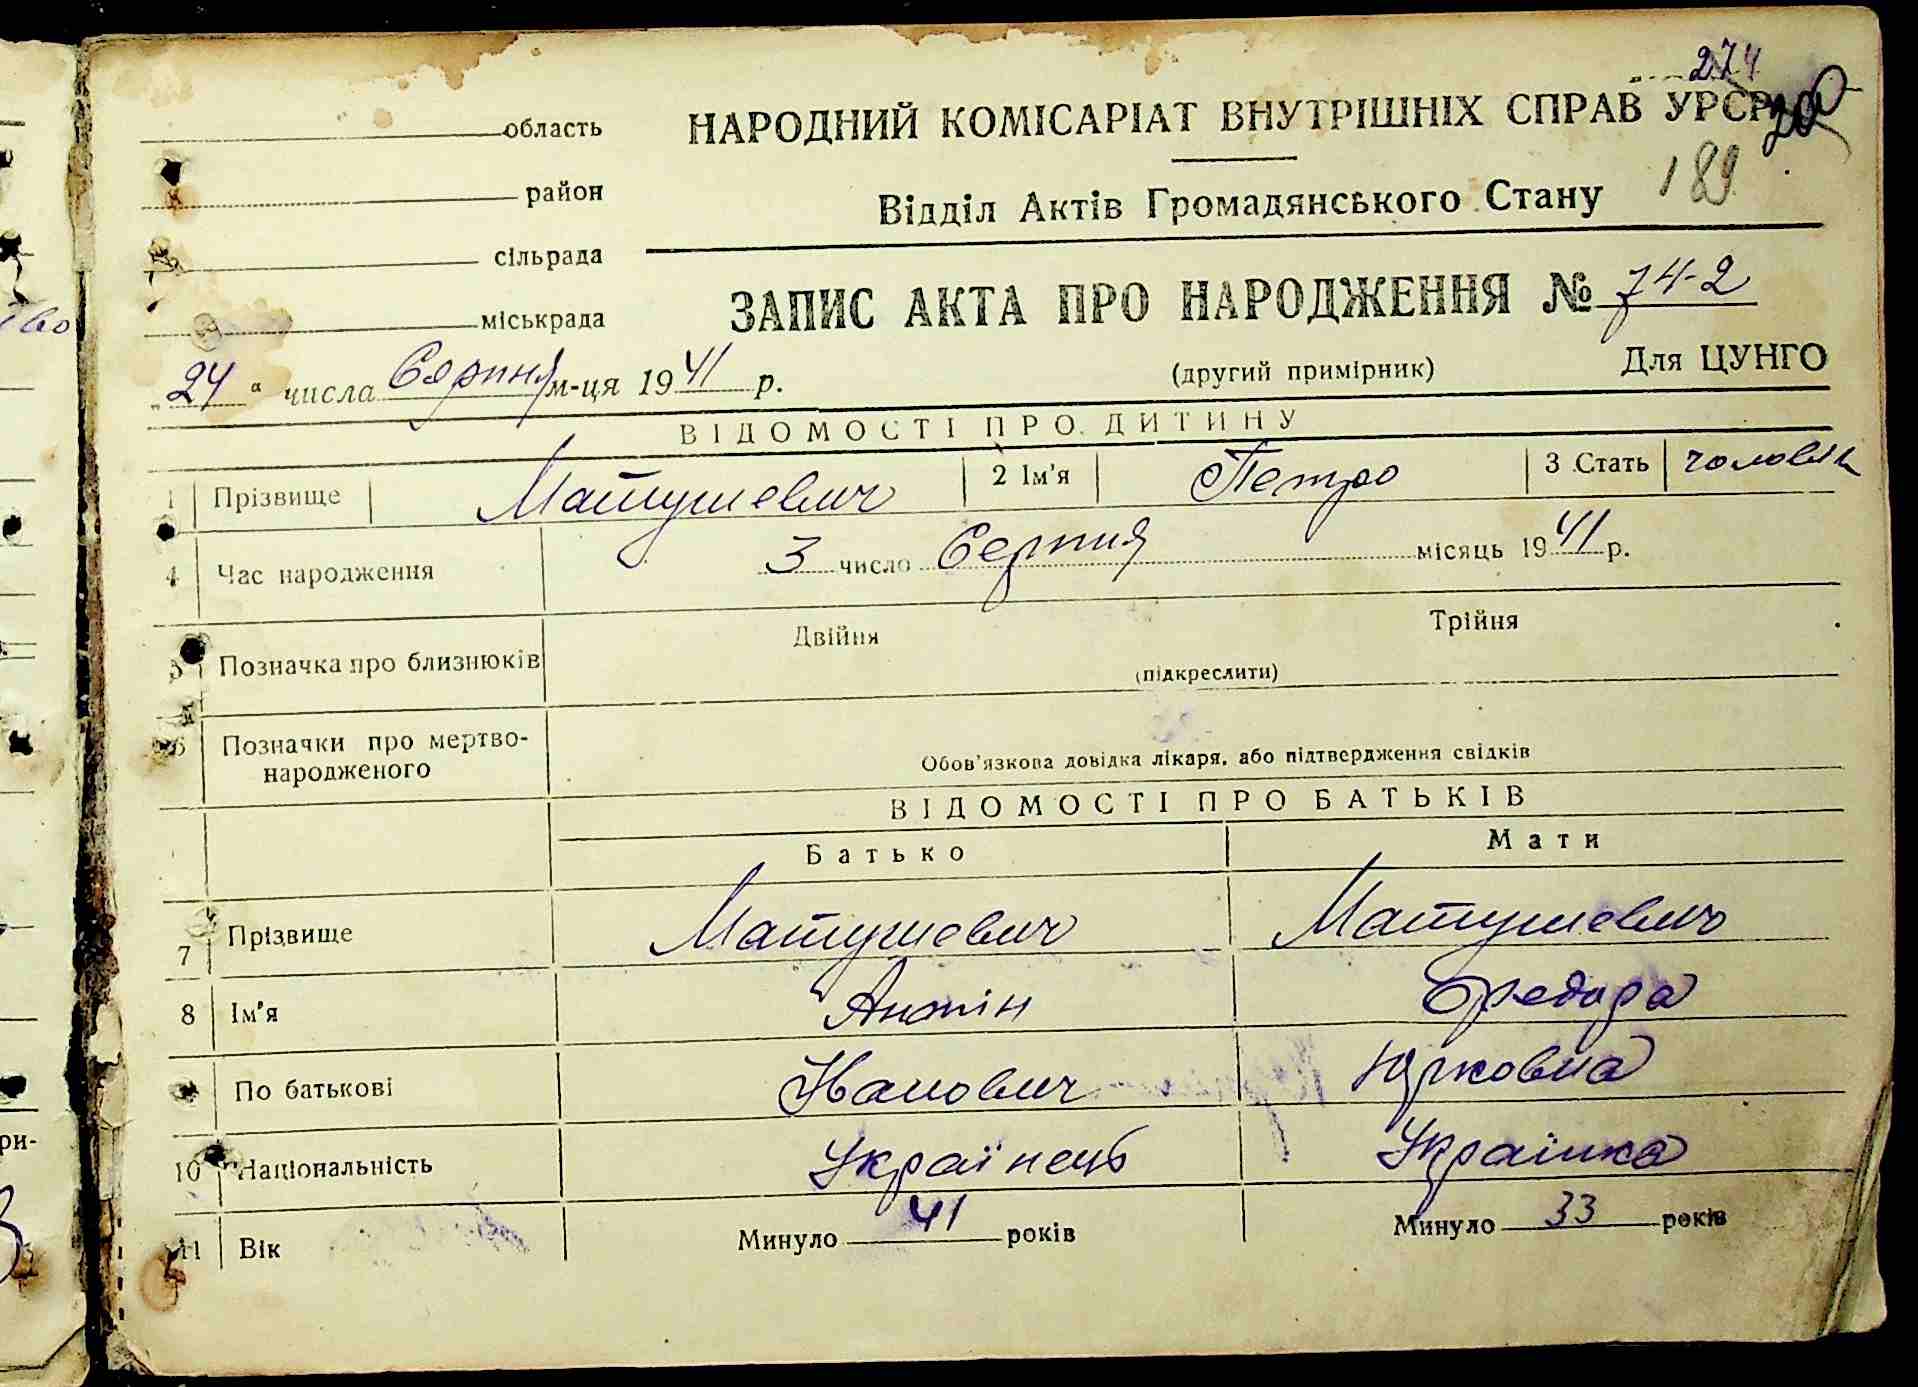 274
область
НАРОДНИЙ КОМІСАРІАТ ВНУТРІШНІХ СПРАВ УРСР
189
район
Відділ Актів Громадянського Стану
сільрада
міськрада
ЗАПИС АКТА ПРО НАРОДЖЕННЯ № 74-2
„24" числа Серпня м-ця 1941 р.
(другий примірник) Для ЦУНГО
ВІДОМОСТІ ПРО ДИТИНУ
1 Прізвище Матушевич 2 Ім'я Петро 3 Стать чоловік
4 Час народження 3 число Серпня місяць 1941 р.
5 Позначка про близнюків Двійня Трійня
(підкреслити)
6 Позначки про мертво-
народженого
Обов'язкова довідка лікаря, або підтвердження свідків
ВІДОМОСТІ ПРО БАТЬКІВ
Батько Мати
7 Прізвище Матушевич Матушевич
8 Ім'я Антін Федора
По батькові Іванович Юрковна
10 Національність Українець Українка
11 Вік Минуло 41 років Минуло 33 років
ри-